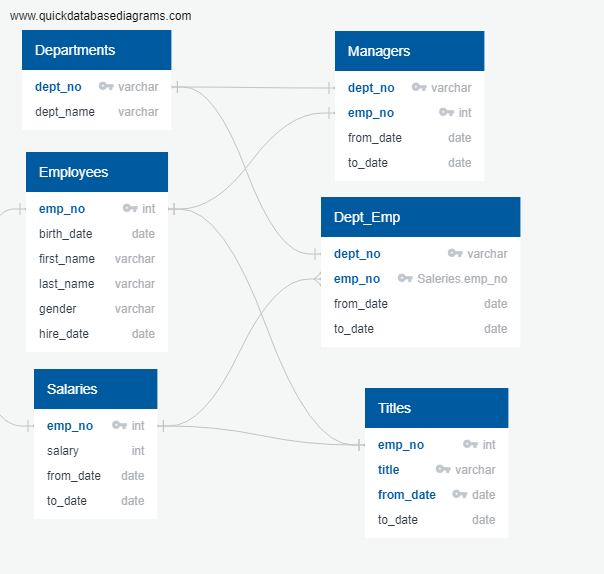 www.quickdatabasediagrams.com
Departments
dept_no varchar
dept_name varchar
Employees
emp_no int
birth_date date
first_name varchar
last_name varchar
gender varchar
hire_date date
Salaries
emp_no int
salary int
from_date date
to_date date
Managers
dept_no varchar
emp_no int
from_date date
to_date date
Dept_Emp
dept_no varchar
emp_no Saleries.emp_no
from_date date
to_date date
Titles
emp_no int
title varchar
from_date date
to_date date